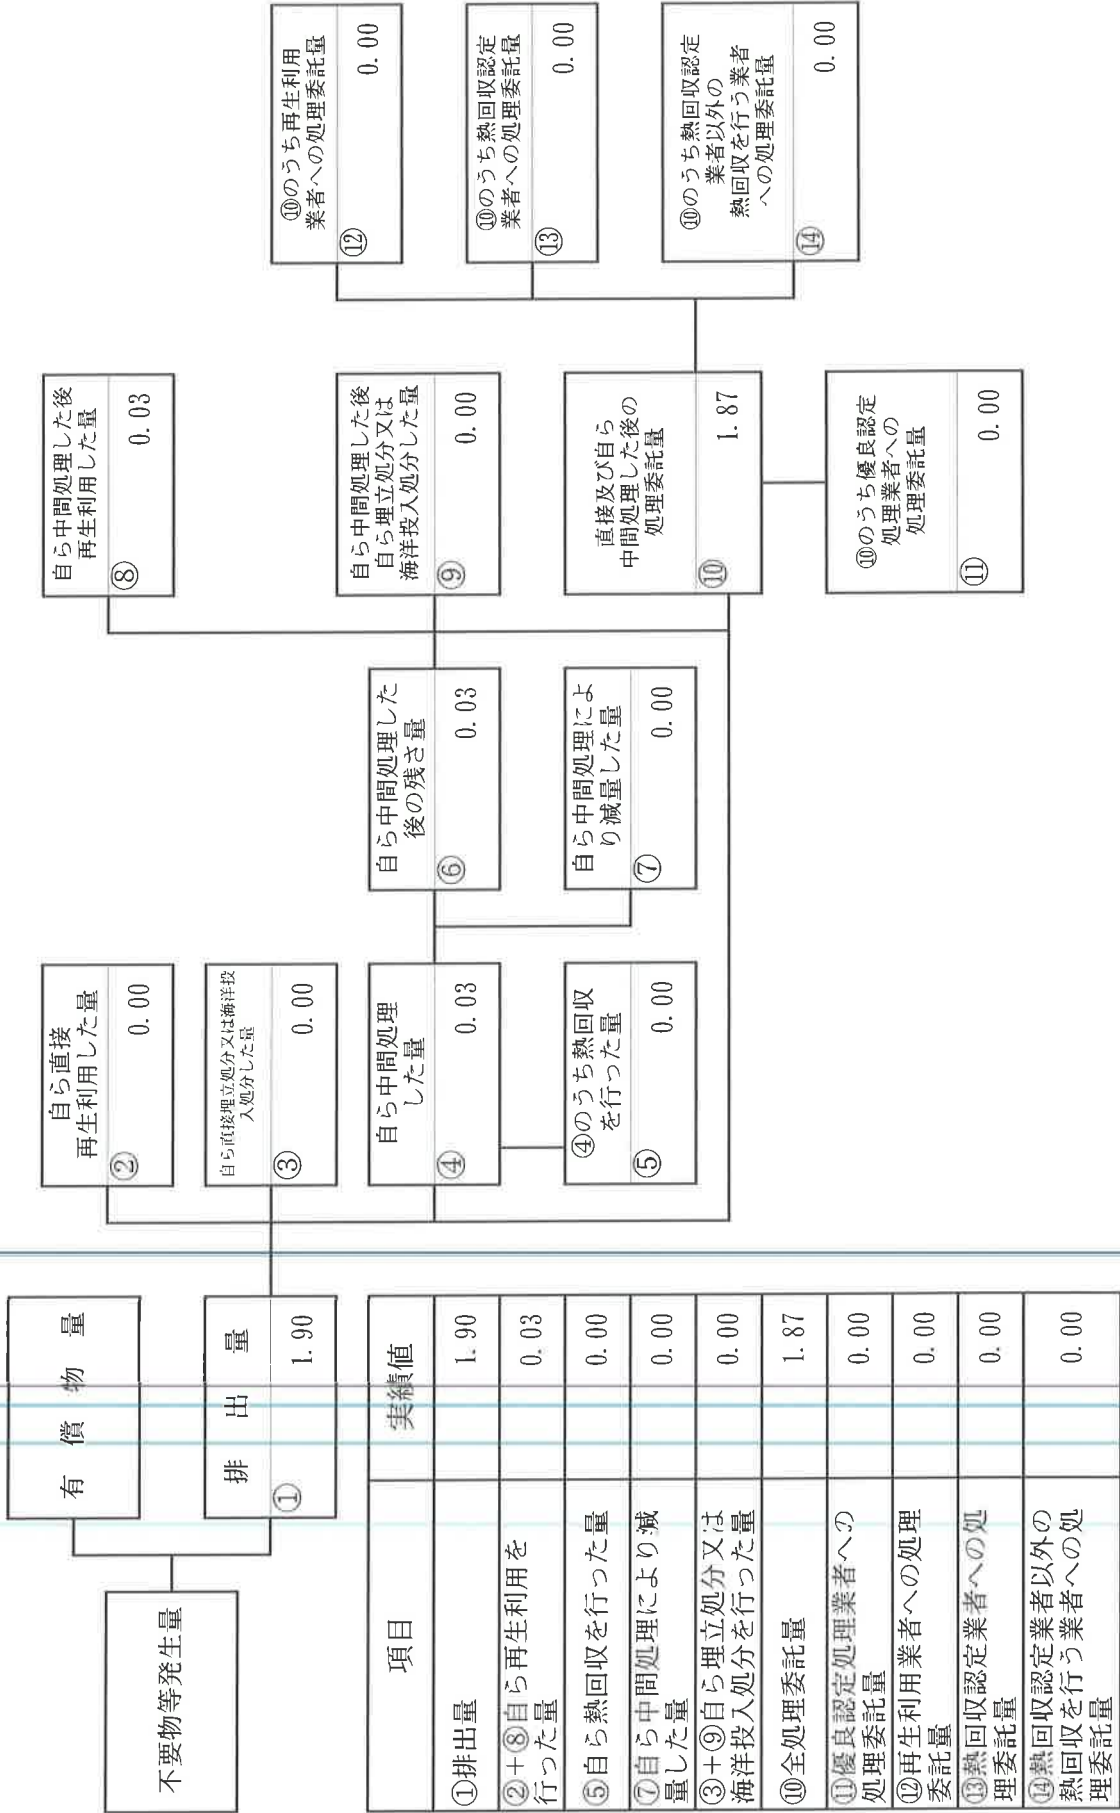 不要物等発生量
有償物量
排出量
① 1.90
自ら直接
再生利用した量
② 0.00
自ら直接埋立処分又は海洋投
入処分した量
③ 0.00
自ら中間処理
した量
④ 0.03
④のうち熱回収
を行った量
⑤ 0.00
自ら中間処理した
後の残さ量
⑥ 0.03
自ら中間処理によ
り減量した量
⑦ 0.00
自ら中間処理した後
再生利用した量
⑧ 0.03
自ら中間処理した後
自ら埋立処分又は
海洋投入処分した量
⑨ 0.00
直接及び自ら
中間処理した後の
処理委託量
⑩ 1.87
⑩のうち優良認定
処理業者への
処理委託量
⑪ 0.00
⑩のうち再生利用
業者への処理委託量
⑫ 0.00
⑩のうち熱回収認定
業者への処理委託量
⑬ 0.00
⑩のうち熱回収認定
業者以外の
熱回収を行う業者
への処理委託量
⑭ 0.00
項目 実績値
①排出量 1.90
②+⑧自ら再生利用を
行った量 0.03
⑤自ら熱回収を行った量 0.00
⑦自ら中間処理により減
量した量 0.00
③+⑨自ら埋立処分又は
海洋投入処分を行った量 0.00
⑩全処理委託量 1.87
⑪優良認定処理業者への
処理委託量 0.00
⑫再生利用業者への処理
委託量 0.00
⑬熱回収認定業者への処
理委託量 0.00
⑭熱回収認定業者以外の
熱回収を行う業者への処
理委託量 0.00